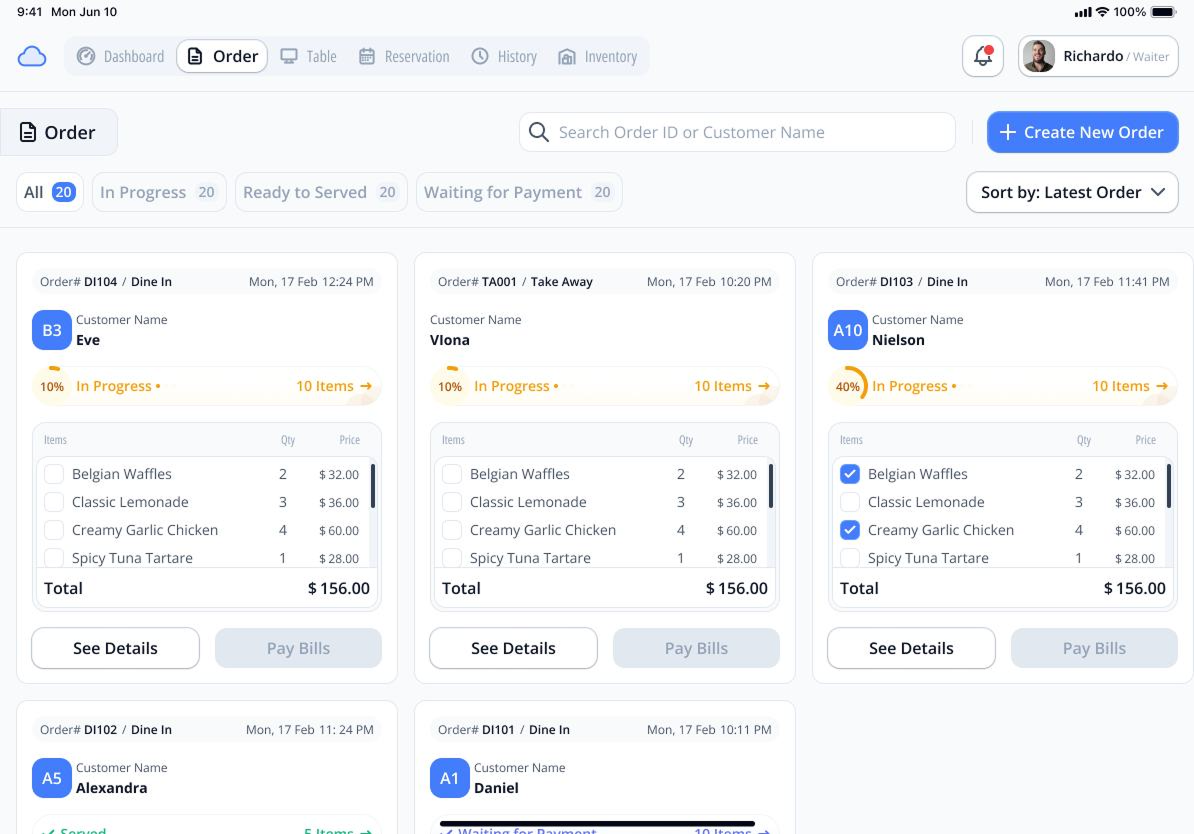 9:41 Mon Jun 10 100%
Dashboard Order Table Reservation History Inventory Richardo / Waiter
Order Search Order ID or Customer Name Create New Order
All 20 In Progress 20 Ready to Served 20 Waiting for Payment 20 Sort by: Latest Order
Order# DI104 / Dine In Mon, 17 Feb 12:24 PM
B3 Customer Name
Eve
10% In Progress • 10 Items →
Items Qty Price
Belgian Waffles 2 $ 32.00
Classic Lemonade 3 $ 36.00
Creamy Garlic Chicken 4 $ 60.00
Spicy Tuna Tartare 1 $ 28.00
Total $ 156.00
See Details Pay Bills
Order# TA001 / Take Away Mon, 17 Feb 10:20 PM
Customer Name
Vlona
10% In Progress • 10 Items →
Items Qty Price
Belgian Waffles 2 $ 32.00
Classic Lemonade 3 $ 36.00
Creamy Garlic Chicken 4 $ 60.00
Spicy Tuna Tartare 1 $ 28.00
Total $ 156.00
See Details Pay Bills
Order# DI103 / Dine In Mon, 17 Feb 11:41 PM
A10 Customer Name
Nielson
40% In Progress • 10 Items →
Items Qty Price
Belgian Waffles 2 $ 32.00
Classic Lemonade 3 $ 36.00
Creamy Garlic Chicken 4 $ 60.00
Spicy Tuna Tartare 1 $ 28.00
Total $ 156.00
See Details Pay Bills
Order# DI102 / Dine In Mon, 17 Feb 11: 24 PM
A5 Customer Name
Alexandra
Served 5 Items →
Order# DI101 / Dine In Mon, 17 Feb 10:11 PM
A1 Customer Name
Daniel
Waiting for Payment 10 Items →